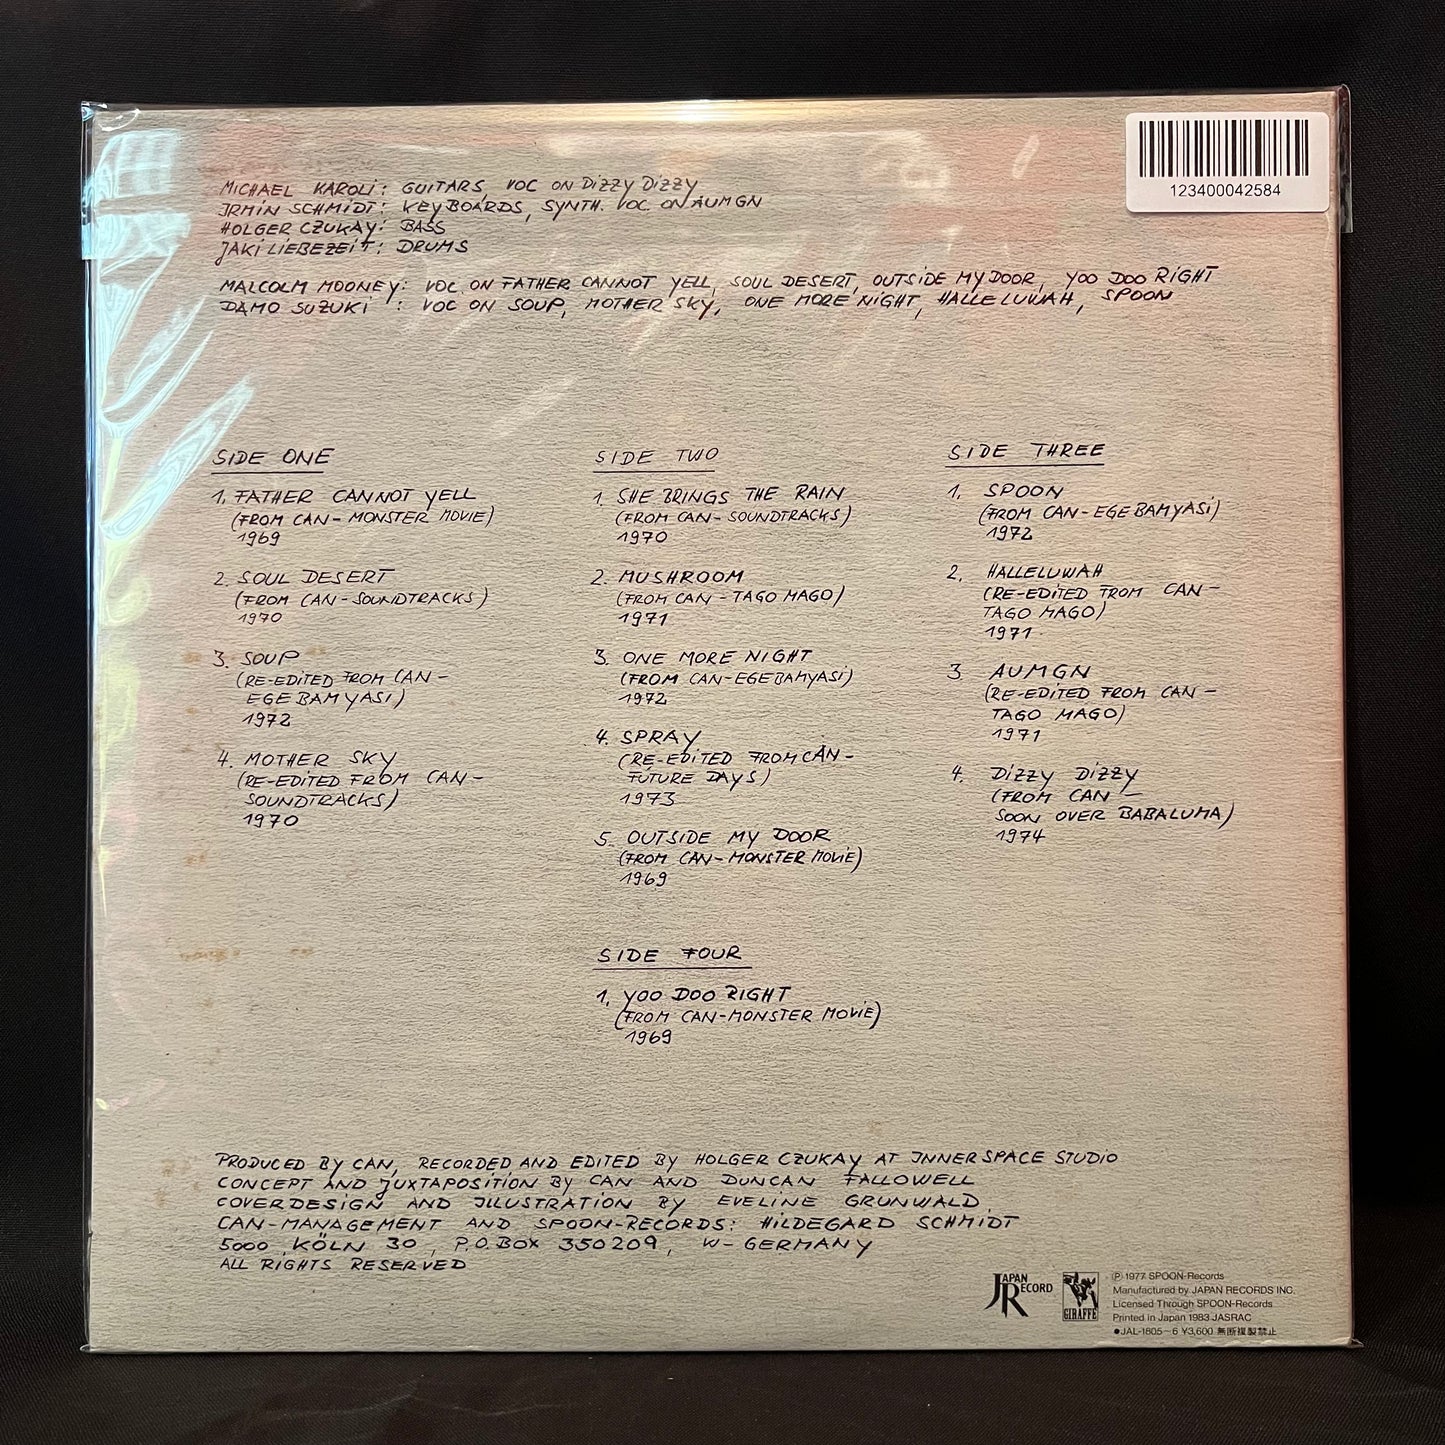 123400042584
MICHAEL KAROLI: GUITARS, VOC ON DIZZY DIZZY
IRMIN SCHMIDT: KEYBOARDS, SYNTH. VOC. ON AUMGN
HOLGER CZUKAY: BASS
JAKI LIEBEZEIT: DRUMS
MALCOLM MOONEY: VOC ON FATHER CANNOT YELL, SOUL DESERT, OUTSIDE MY DOOR, YOO DOO RIGHT
DAMO SUZUKI : VOC ON SOUP, MOTHER SKY, ONE MORE NIGHT, HALLELUWAH, SPOON
SIDE ONE
1. FATHER CANNOT YELL
(FROM CAN - MONSTER MOVIE)
1969
2. SOUL DESERT
(FROM CAN - SOUNDTRACKS)
1970
3. SOUP
(RE-EDITED FROM CAN -
EGE BAMYASI)
1972
4. MOTHER SKY
(RE-EDITED FROM CAN -
SOUNDTRACKS)
1970
SIDE TWO
1. SHE BRINGS THE RAIN
(FROM CAN - SOUNDTRACKS)
1970
2. MUSHROOM
(FROM CAN - TAGO MAGO)
1971
3. ONE MORE NIGHT
(FROM CAN - EGE BAMYASI)
1972
4. SPRAY
(RE-EDITED FROM CAN -
FUTURE DAYS)
1973
5. OUTSIDE MY DOOR
(FROM CAN - MONSTER MOVIE)
1969
SIDE THREE
1. SPOON
(FROM CAN - EGE BAMYASI)
1972
2. HALLELUWAH
(RE-EDITED FROM CAN -
TAGO MAGO)
1971
3 AUMGN
(RE-EDITED FROM CAN -
TAGO MAGO)
1971
4. DIZZY DIZZY
(FROM CAN -
SOON OVER BABALUMA)
1974
SIDE FOUR
1. YOO DOO RIGHT
(FROM CAN - MONSTER MOVIE)
1969
PRODUCED BY CAN, RECORDED AND EDITED BY HOLGER CZUKAY AT INNERSPACE STUDIO
CONCEPT AND JUXTAPOSITION BY CAN AND DUNCAN FALLOWELL
COVERDESIGN AND ILLUSTRATION BY EVELINE GRUNWALD
CAN-MANAGEMENT AND SPOON-RECORDS: HILDEGARD SCHMIDT
5000 KÖLN 30, P.O. BOX 350209, W-GERMANY
ALL RIGHTS RESERVED
JAPAN RECORD
GIRAFFE
Ⓟ 1977 SPOON-Records
Manufactured by JAPAN RECORDS INC.
Licensed Through SPOON-Records
Printed in Japan 1983 JASRAC
●JAL-1805-6 ¥3,600 無断複製禁止